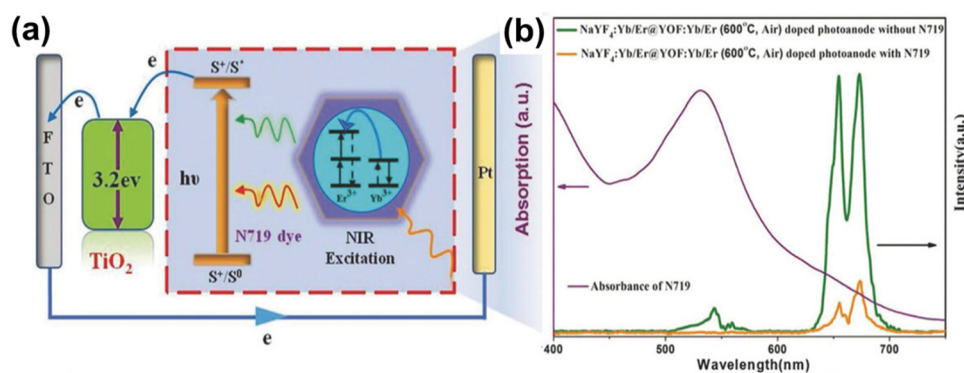 (a)
S⁺/S*
e
e
F
T
O
3.2ev
TiO₂
hυ
N719 dye
S⁺/S⁰
Er³⁺
Yb³⁺
NIR
Excitation
Pt
e
(b)
NaYF₄:Yb/Er@YOF:Yb/Er (600°C, Air) doped photoanode without N719
NaYiF₄:Yb/Er@YOF:Yb/Er (600°C, Air) doped photoanode with N719
Absorption (a.u.)
Intensity(a.u.)
Absorbance of N719
400
500
600
700
Wavelength(nm)